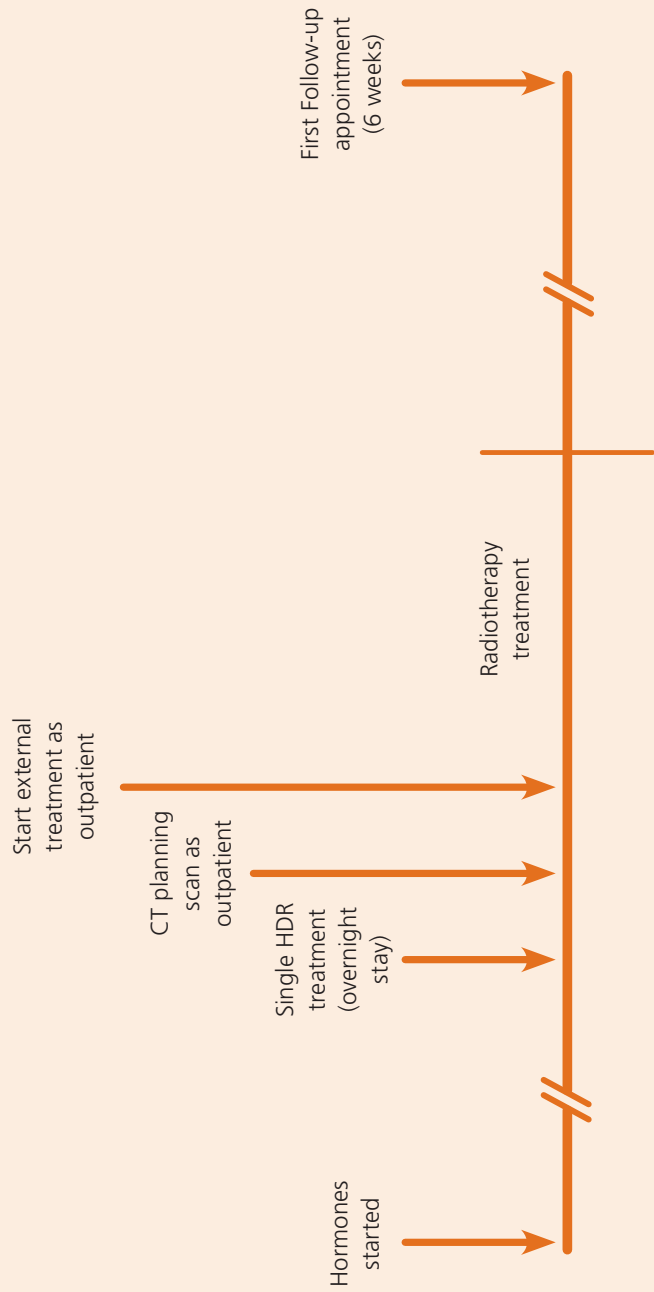 Hormones
started
Single HDR
treatment
(overnight
stay)
CT planning
scan as
outpatient
Start external
treatment as
outpatient
Radiotherapy
treatment
First Follow-up
appointment
(6 weeks)